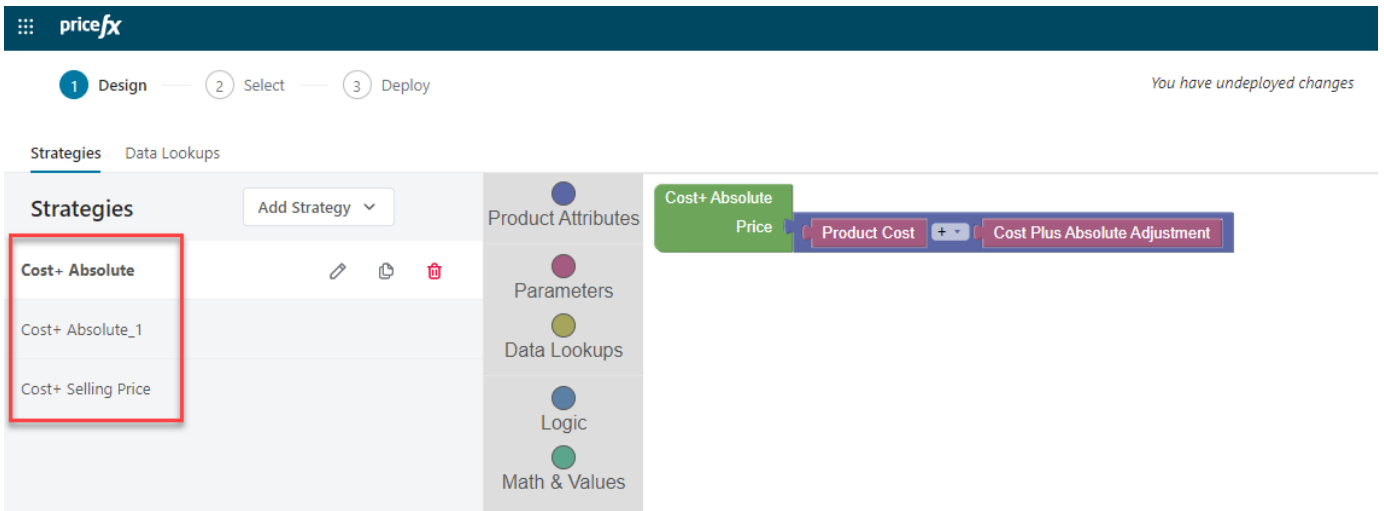 pricefx
1 Design 2 Select 3 Deploy You have undeployed changes
Strategies Data Lookups
Strategies Add Strategy
Cost+ Absolute
Cost+ Absolute_1
Cost+ Selling Price
Product Attributes
Parameters
Data Lookups
Logic
Math & Values
Cost+ Absolute
Price Product Cost + Cost Plus Absolute Adjustment